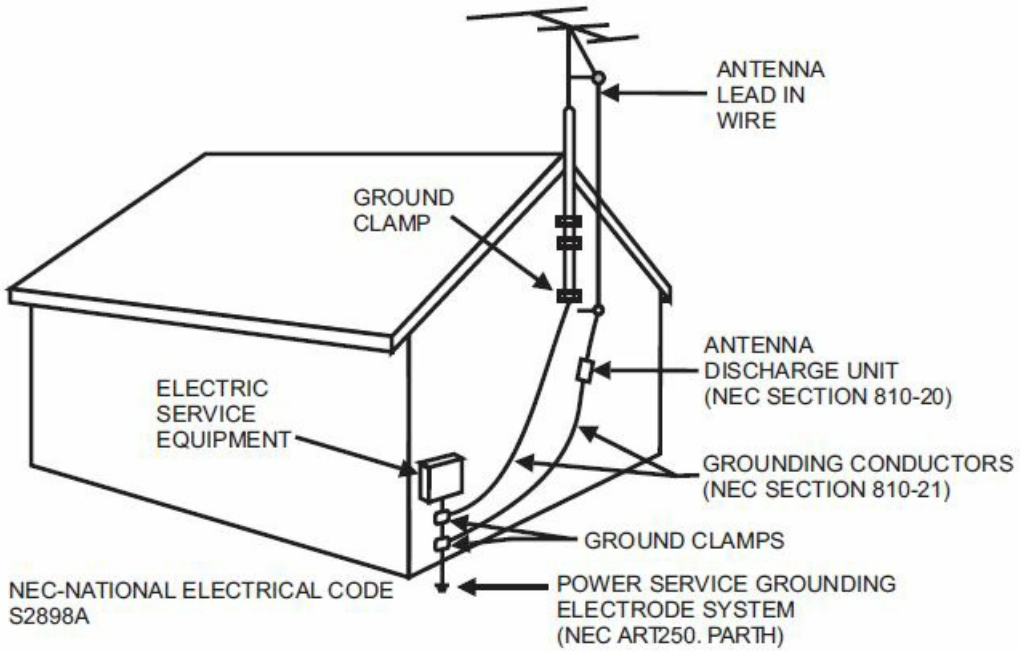 ANTENNA
LEAD IN
WIRE
GROUND
CLAMP
ANTENNA
DISCHARGE UNIT
(NEC SECTION 810-20)
ELECTRIC
SERVICE
EQUIPMENT
GROUNDING CONDUCTORS
(NEC SECTION 810-21)
GROUND CLAMPS
NEC-NATIONAL ELECTRICAL CODE
S2898A
POWER SERVICE GROUNDING
ELECTRODE SYSTEM
(NEC ART250. PARTH)